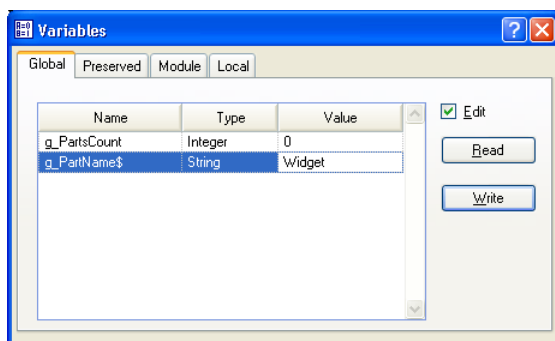 Variables
Global Preserved Module Local
Name Type Value
g_PartsCount Integer 0
g_PartName$ String Widget
Edit
Read
Write